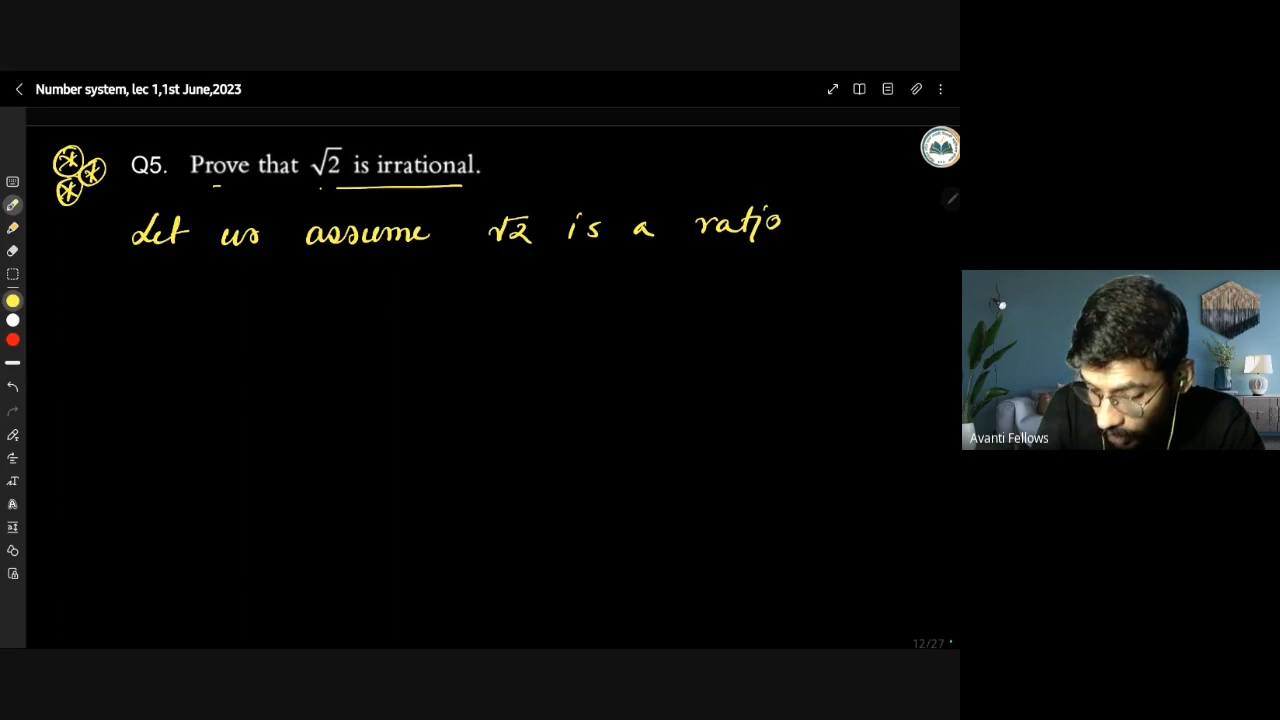 Number system, lec 1,1st June,2023
Q5. Prove that √2 is irrational.
Let us assume √2 is a ratio
Avanti Fellows
12/27